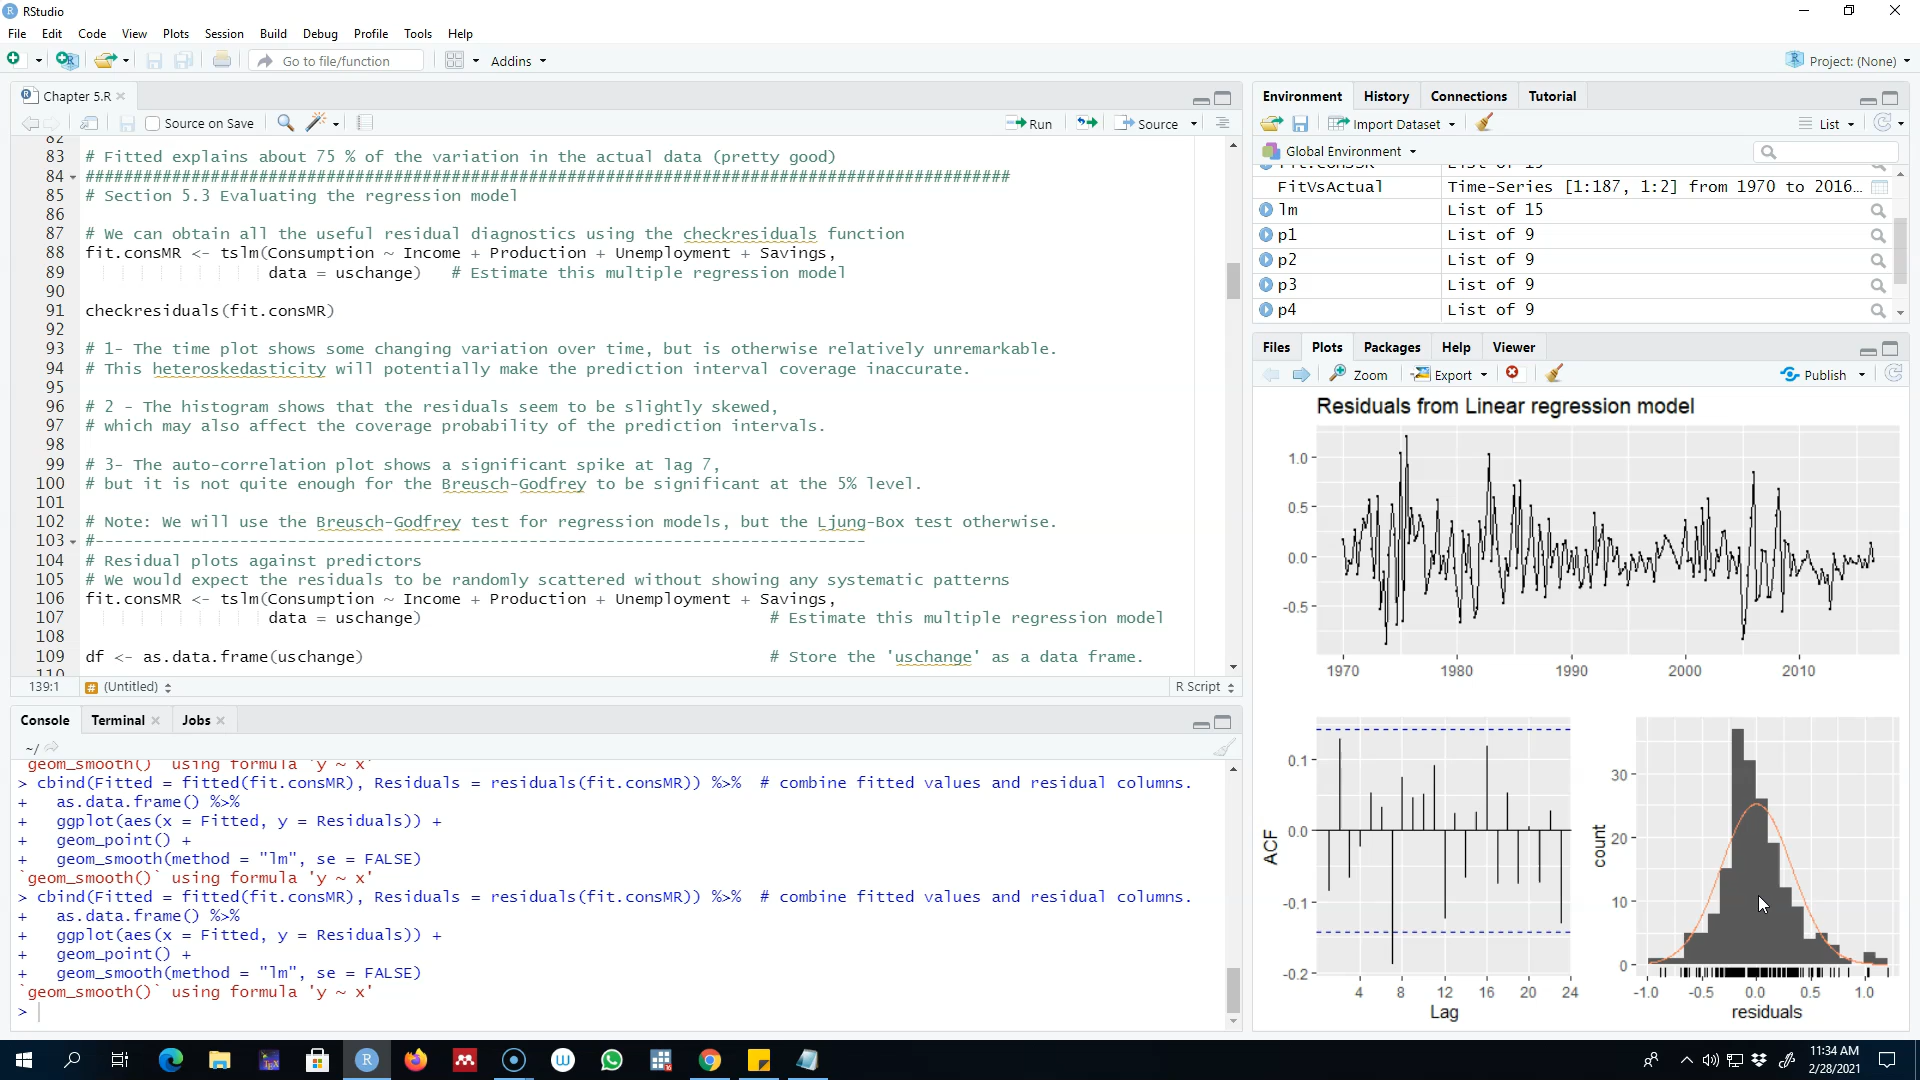 RStudio
File Edit Code View Plots Session Build Debug Profile Tools Help
Go to file/function Addins Project: (None)
Chapter 5.R
Source on Save Run Source
82
83 # Fitted explains about 75 % of the variation in the actual data (pretty good)
84 ################################################################################################
85 # Section 5.3 Evaluating the regression model
86
87 # We can obtain all the useful residual diagnostics using the checkresiduals function
88 fit.consMR <- tslm(Consumption ~ Income + Production + Unemployment + Savings,
89 data = uschange) # Estimate this multiple regression model
90
91 checkresiduals(fit.consMR)
92
93 # 1- The time plot shows some changing variation over time, but is otherwise relatively unremarkable.
94 # This heteroskedasticity will potentially make the prediction interval coverage inaccurate.
95
96 # 2 - The histogram shows that the residuals seem to be slightly skewed,
97 # which may also affect the coverage probability of the prediction intervals.
98
99 # 3- The auto-correlation plot shows a significant spike at lag 7,
100 # but it is not quite enough for the Breusch-Godfrey to be significant at the 5% level.
101
102 # Note: We will use the Breusch-Godfrey test for regression models, but the Ljung-Box test otherwise.
103 #---------------------------------------------------------------------------------
104 # Residual plots against predictors
105 # We would expect the residuals to be randomly scattered without showing any systematic patterns
106 fit.consMR <- tslm(Consumption ~ Income + Production + Unemployment + Savings,
107 data = uschange) # Estimate this multiple regression model
108
109 df <- as.data.frame(uschange) # Store the 'uschange' as a data frame.
110
139:1 (Untitled) R Script
Console Terminal Jobs
~/
`geom_smooth()` using formula 'y ~ x'
> cbind(Fitted = fitted(fit.consMR), Residuals = residuals(fit.consMR)) %>% # combine fitted values and residual columns.
+ as.data.frame() %>%
+ ggplot(aes(x = Fitted, y = Residuals)) +
+ geom_point() +
+ geom_smooth(method = "lm", se = FALSE)
`geom_smooth()` using formula 'y ~ x'
> cbind(Fitted = fitted(fit.consMR), Residuals = residuals(fit.consMR)) %>% # combine fitted values and residual columns.
+ as.data.frame() %>%
+ ggplot(aes(x = Fitted, y = Residuals)) +
+ geom_point() +
+ geom_smooth(method = "lm", se = FALSE)
`geom_smooth()` using formula 'y ~ x'
>
Environment History Connections Tutorial
Import Dataset List
Global Environment
fit.consMR List of 15
FitVsActual Time-Series [1:187, 1:2] from 1970 to 2016…
lm List of 15
p1 List of 9
p2 List of 9
p3 List of 9
p4 List of 9
Files Plots Packages Help Viewer
Zoom Export Publish
Residuals from Linear regression model
1.0
0.5
0.0
-0.5
1970 1980 1990 2000 2010
ACF
0.1
0.0
-0.1
-0.2
4 8 12 16 20 24
Lag
count
30
20
10
0
-1.0 -0.5 0.0 0.5 1.0
residuals
11:34 AM
2/28/2021